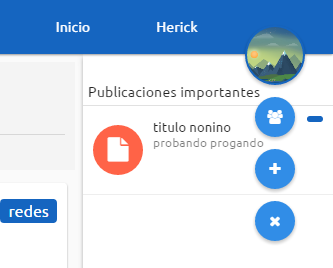 Inicio Herick
Publicaciones importantes
titulo nonino
probando progando
redes